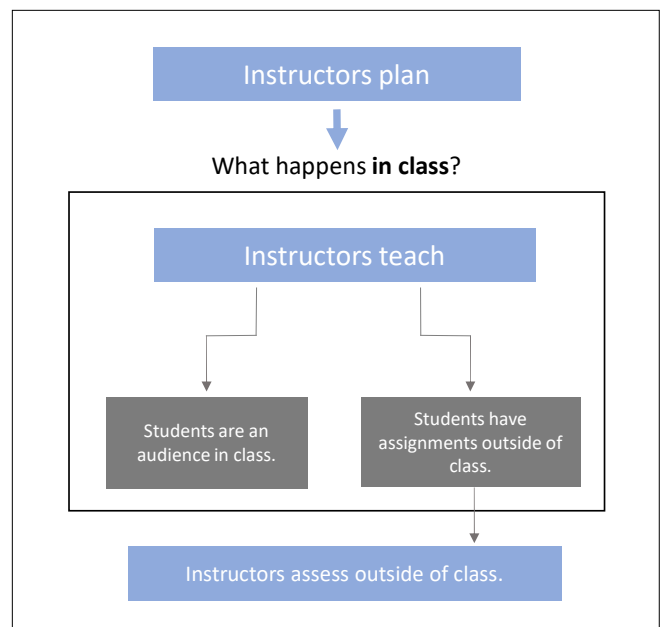 Instructors plan
What happens in class?
Instructors teach
Students are an
audience in class.
Students have
assignments outside of
class.
Instructors assess outside of class.